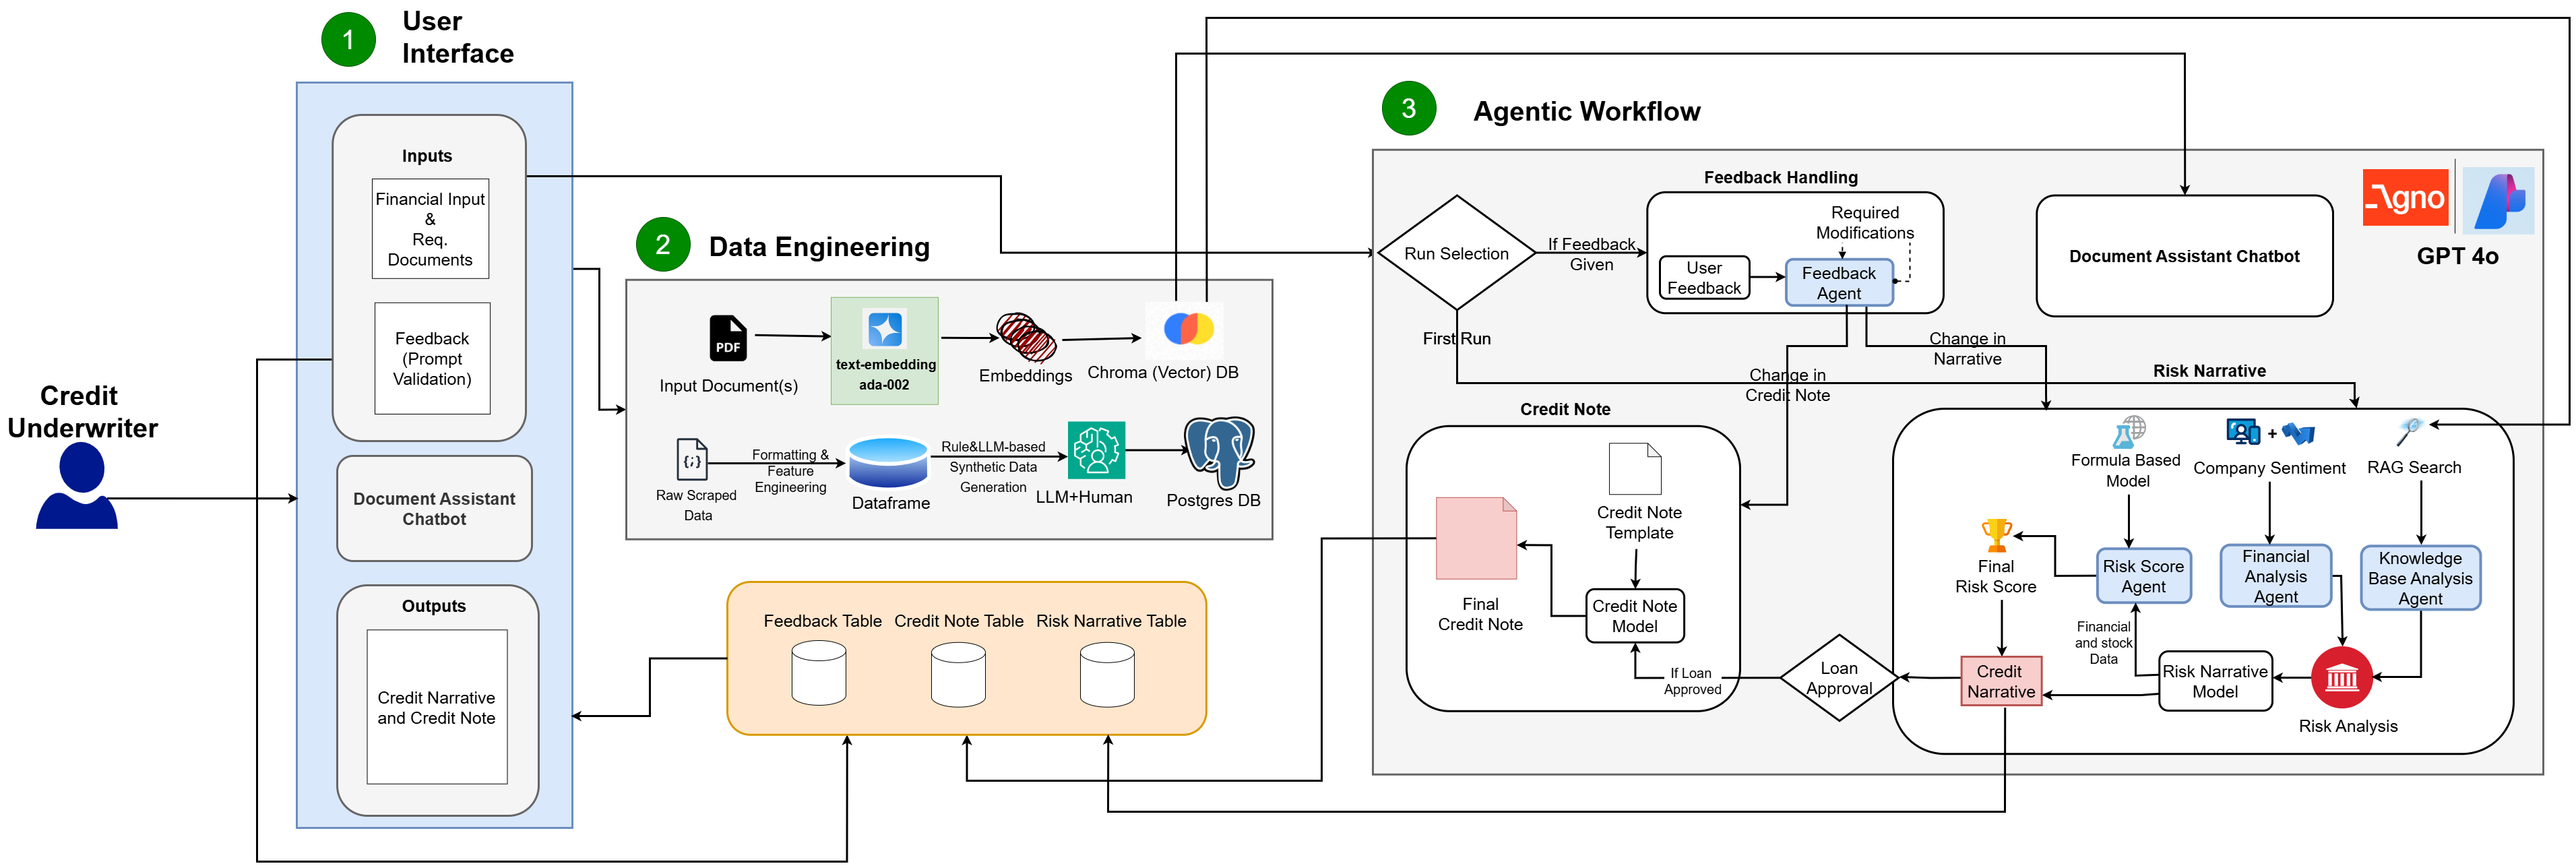 1
User
Interface
Inputs
Financial Input
&
Req.
Documents
Feedback
(Prompt
Validation)
Credit
Underwriter
Document Assistant
Chatbot
Outputs
Credit Narrative
and Credit Note
2
Data Engineering
PDF
Input Document(s)
text-embedding
ada-002
Embeddings
Chroma (Vector) DB
{;}
Raw Scraped
Data
Formatting &
Feature
Engineering
Dataframe
Rule&LLM-based
Synthetic Data
Generation
LLM+Human
Postgres DB
Feedback Table
Credit Note Table
Risk Narrative Table
3
Agentic Workflow
Run Selection
If Feedback
Given
First Run
Feedback Handling
Required
Modifications
User
Feedback
Feedback
Agent
Change in
Narrative
Change in
Credit Note
Document Assistant Chatbot
gno
GPT 4o
Credit Note
Credit Note
Template
Final
Credit Note
Credit Note
Model
If Loan
Approved
Loan
Approval
Risk Narrative
Formula Based
Model
+
Company Sentiment
RAG Search
Final
Risk Score
Risk Score
Agent
Financial
Analysis
Agent
Knowledge
Base Analysis
Agent
Financial
and stock
Data
Credit
Narrative
Risk Narrative
Model
Risk Analysis